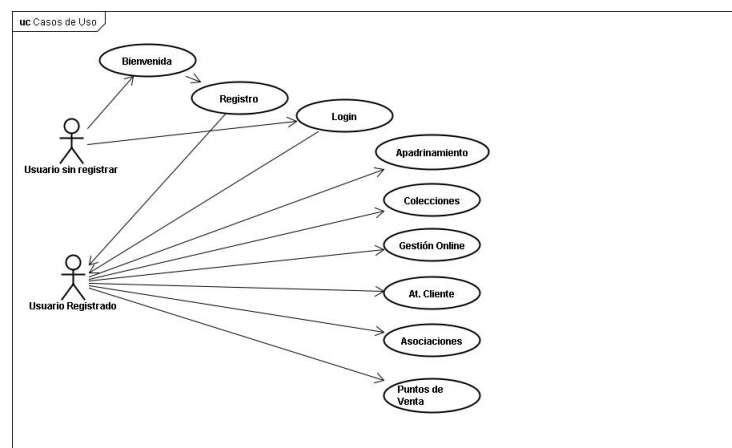 uc Casos de Uso
Bienvenida
Registro
Login
Usuario sin registrar
Apadrinamiento
Colecciones
Gestión Online
Usuario Registrado
At. Cliente
Asociaciones
Puntos de
Venta